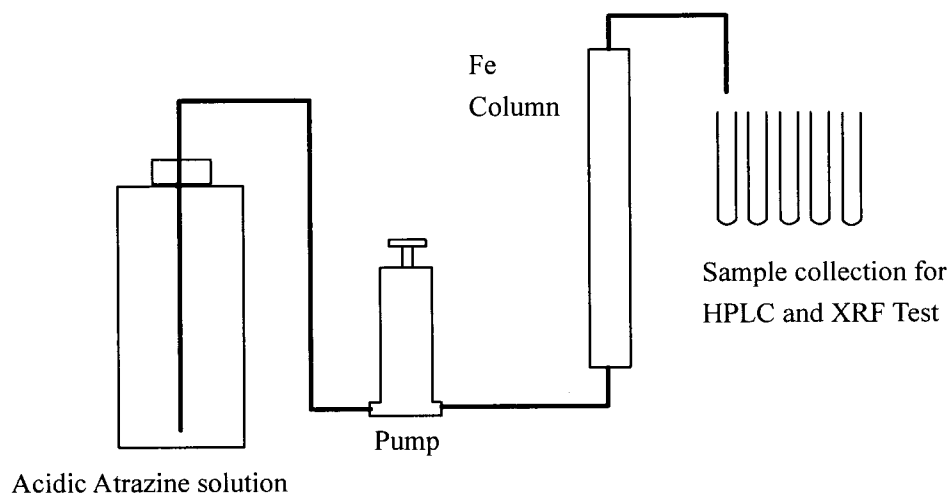 Fe
Column
Sample collection for
HPLC and XRF Test
Pump
Acidic Atrazine solution